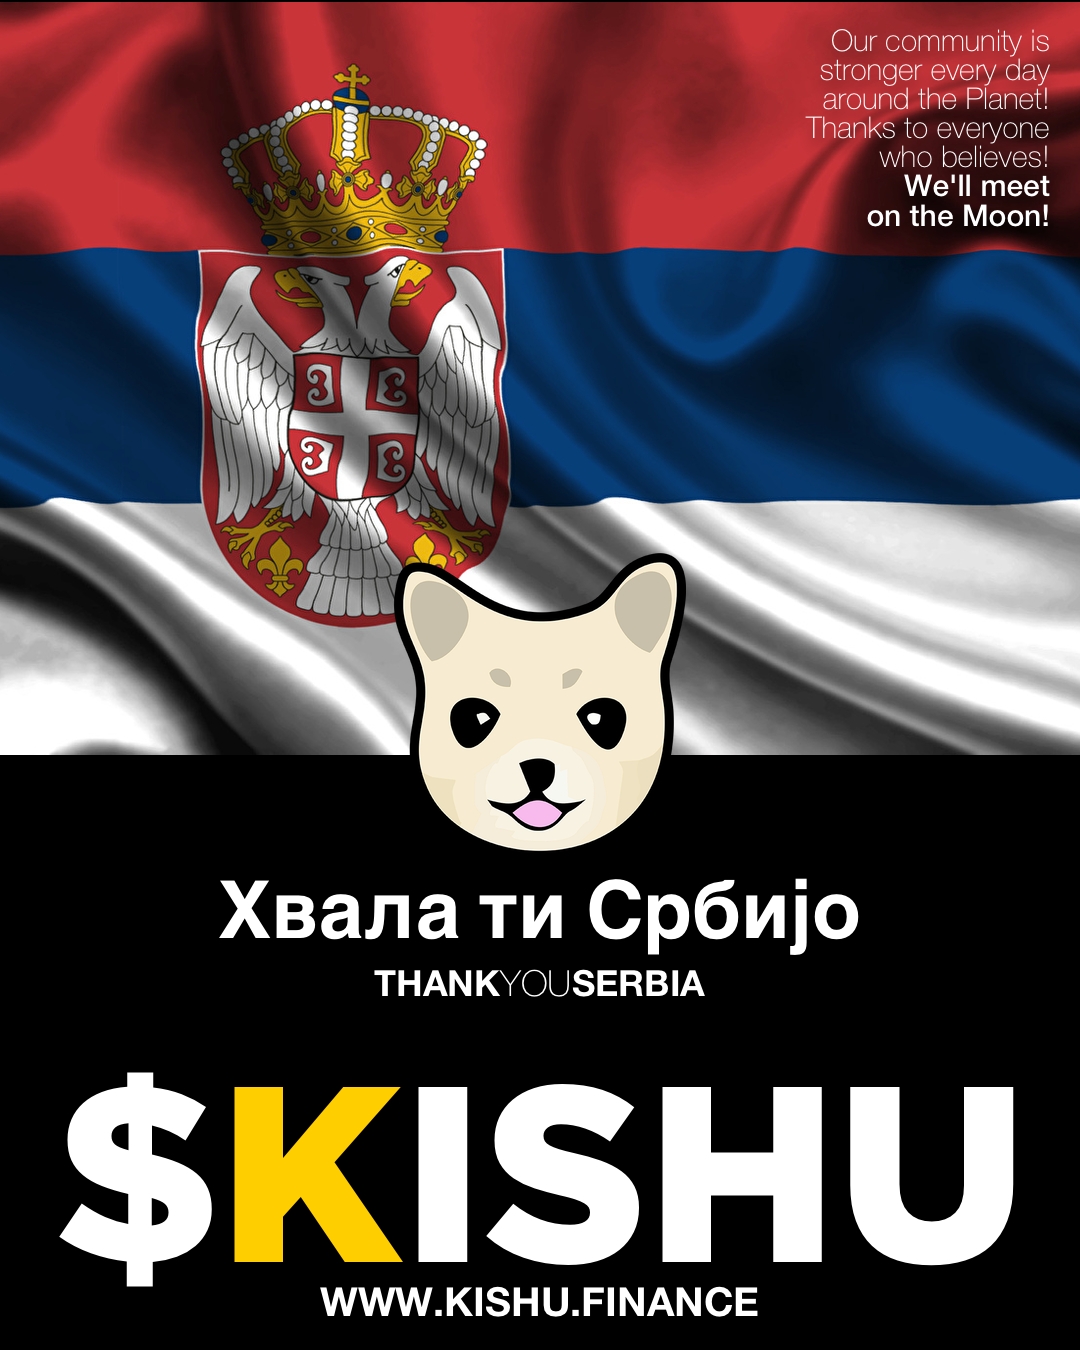 Our community is
stronger every day
around the Planet!
Thanks to everyone
who believes!
We'll meet
on the Moon!
Хвала ти Србијо
THANKYOUSERBIA
$KISHU
WWW.KISHU.FINANCE